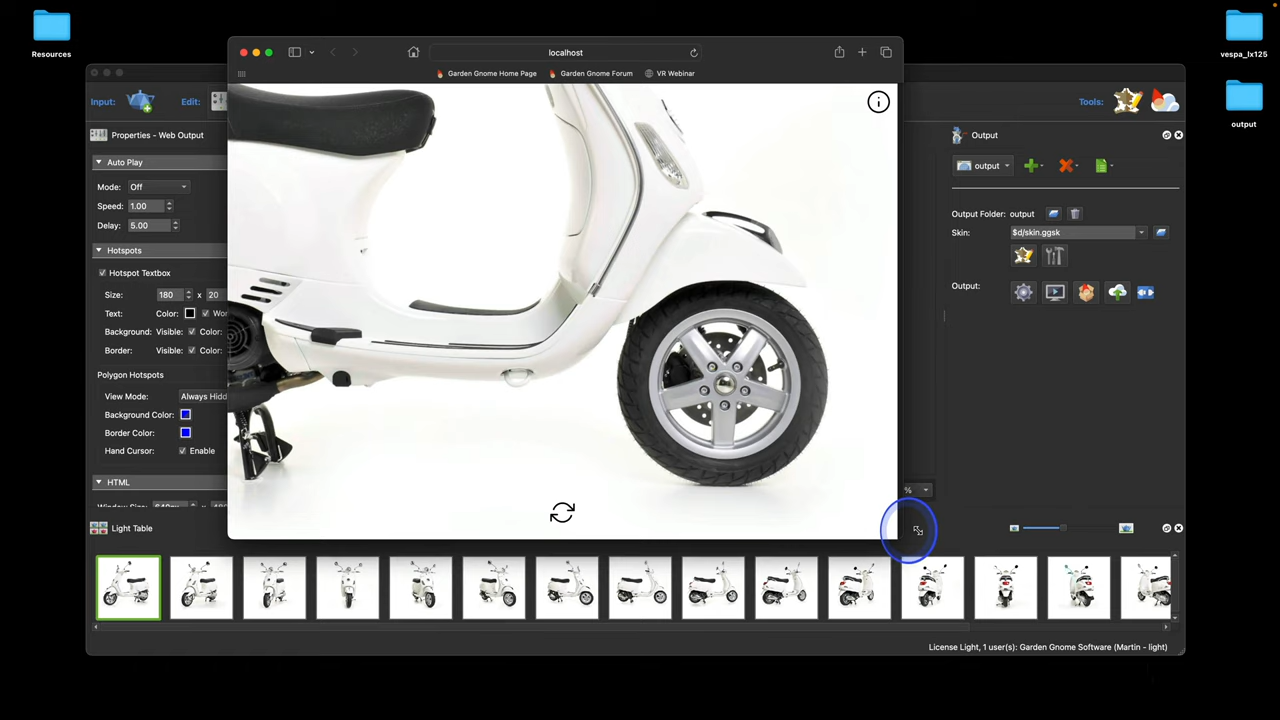 Resources
vespa_lx125
output
localhost
Garden Gnome Home Page
Garden Gnome Forum
VR Webinar
Input:
Edit:
Tools:
Properties - Web Output
Auto Play
Mode: Off
Speed: 1.00
Delay: 5.00
Hotspots
Hotspot Textbox
Size: 180 x 20
Text: Color: Wor
Background: Visible: Color:
Border: Visible: Color:
Polygon Hotspots
View Mode: Always Hidd
Background Color:
Border Color:
Hand Cursor: Enable
HTML
Output
output
Output Folder: output
Skin: $d/skin.ggsk
Output:
%
Light Table
License Light, 1 user(s): Garden Gnome Software (Martin - light)